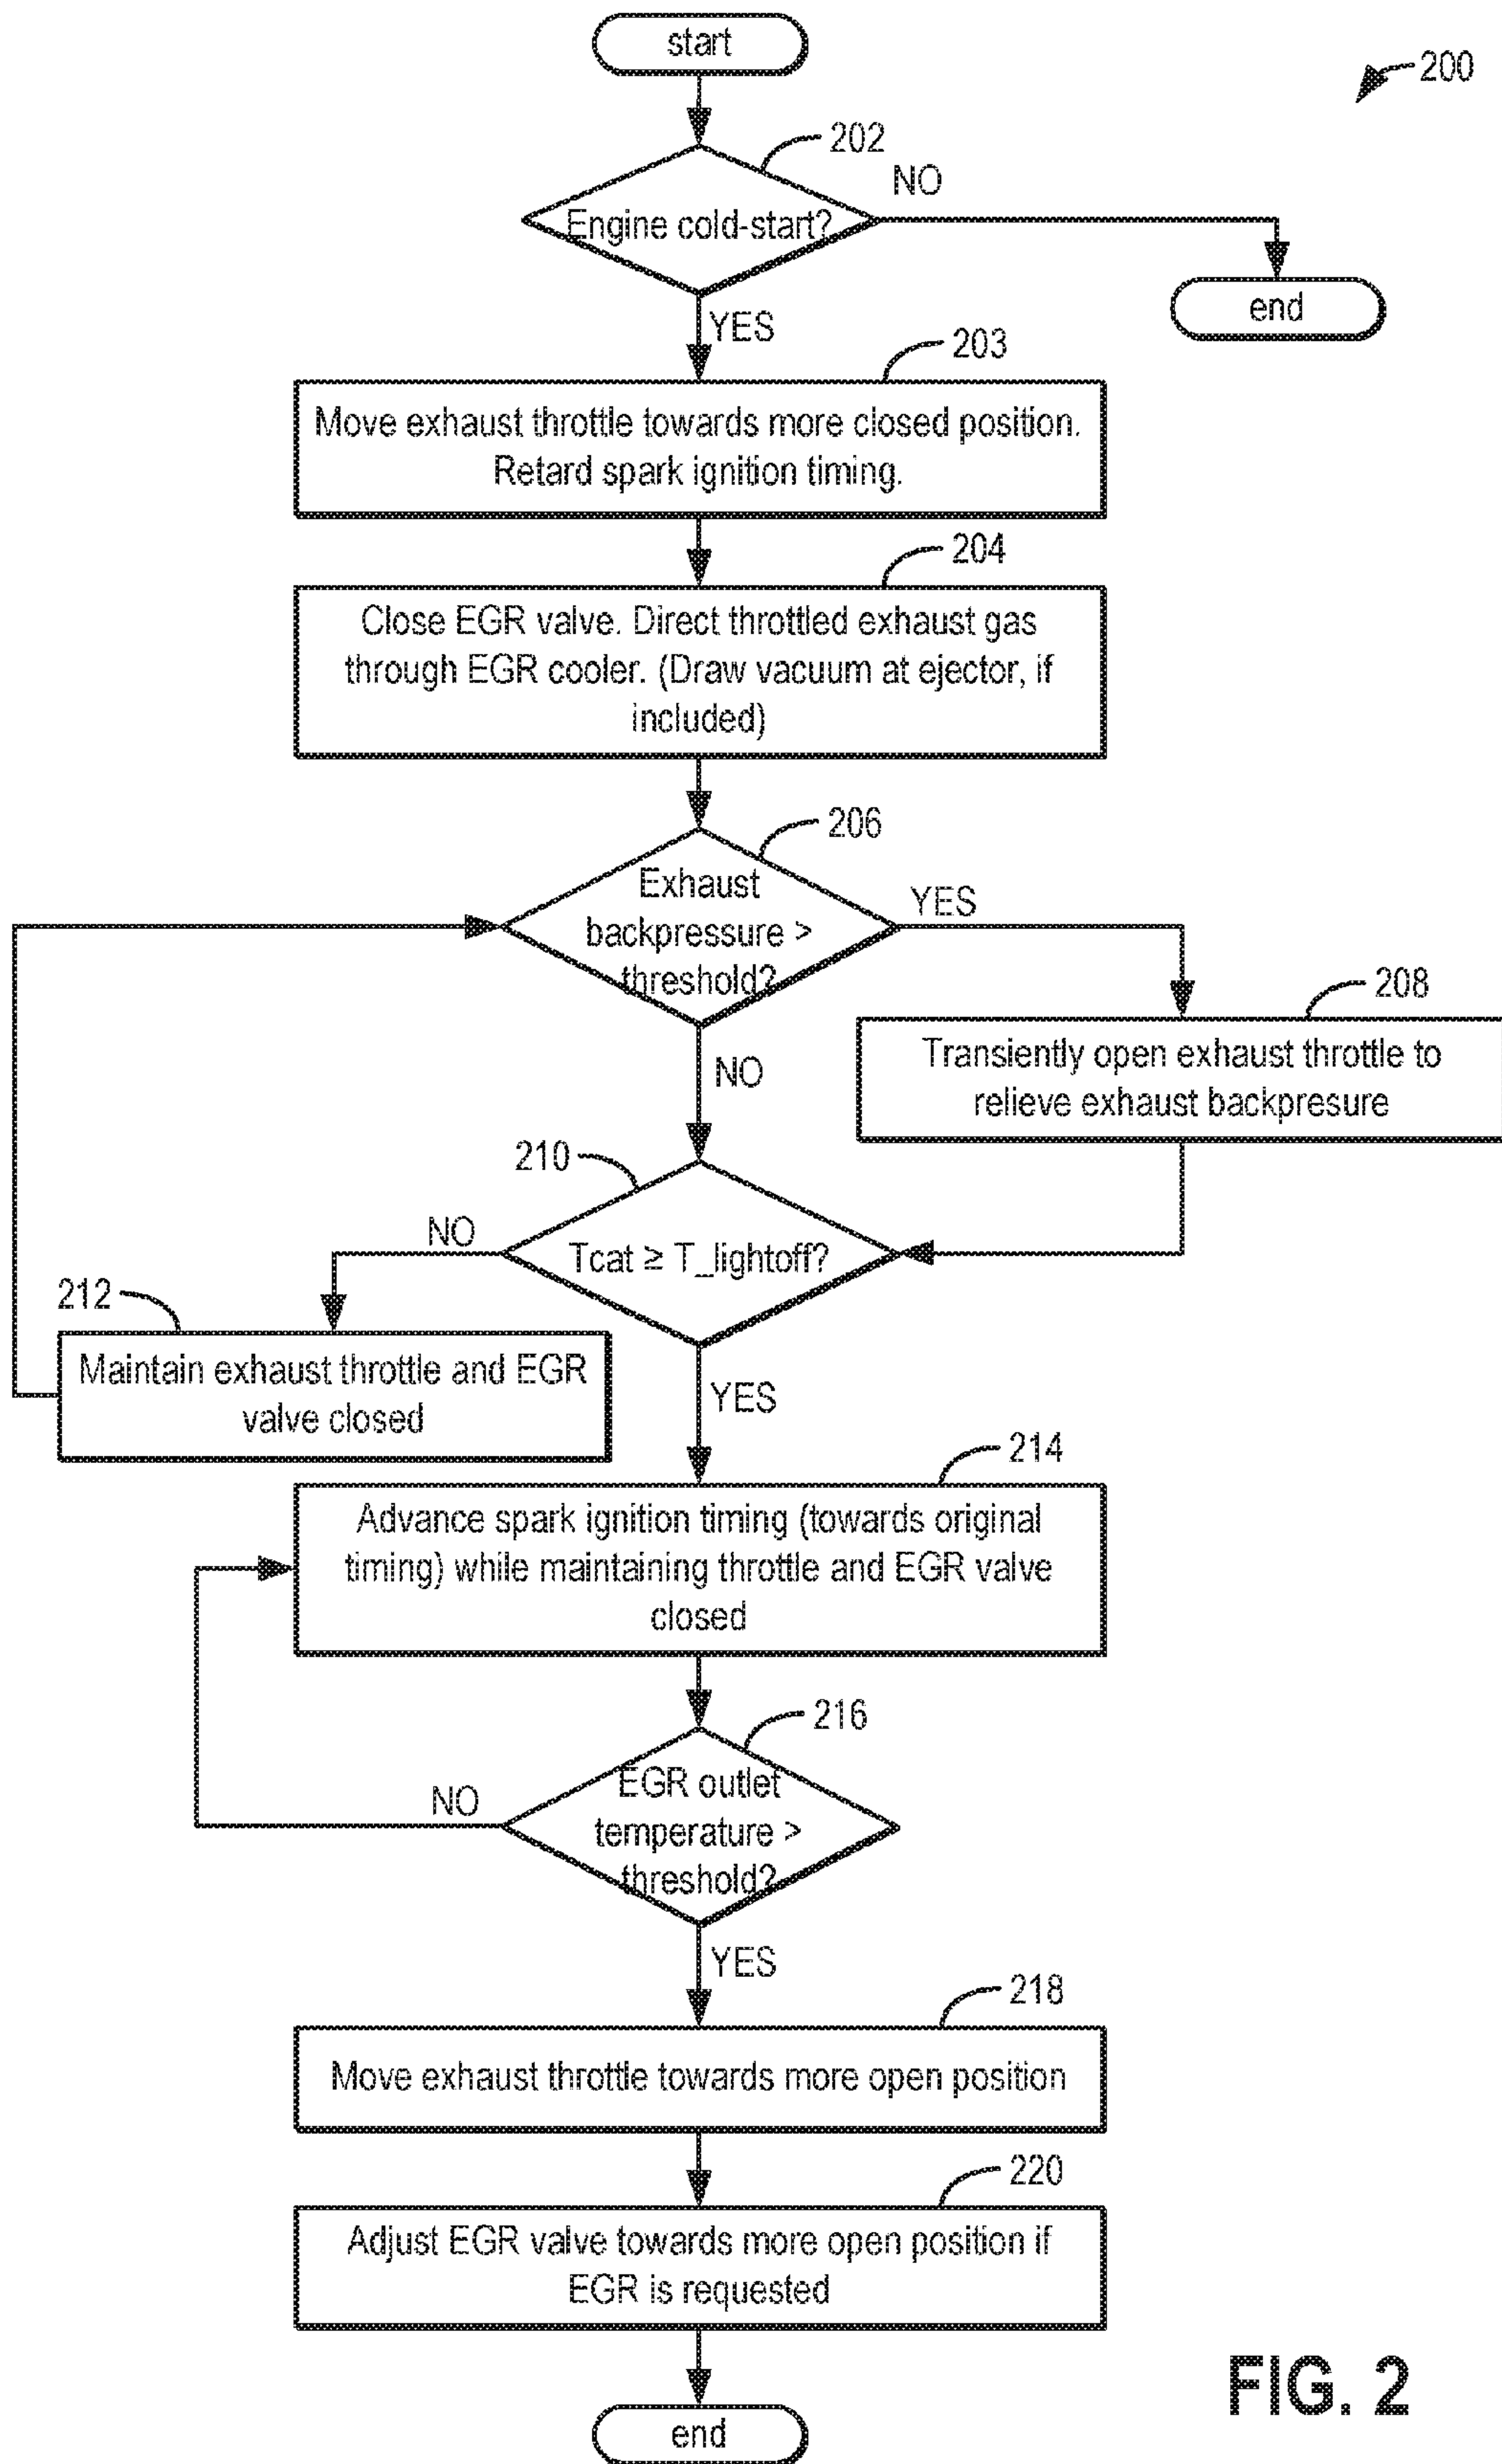 start
200
202
NO
Engine cold-start?
end
YES
203
Move exhaust throttle towards more closed position.
Retard spark ignition timing.
204
Close EGR valve. Direct throttled exhaust gas
through EGR cooler. (Draw vacuum at ejector, if
included)
206
Exhaust
backpressure >
threshold?
YES
208
Transiently open exhaust throttle to
relieve exhaust backpresure
NO
210
Tcat ≥ T_lightoff?
NO
212
Maintain exhaust throttle and EGR
valve closed
YES
214
Advance spark ignition timing (towards original
timing) while maintaining throttle and EGR valve
closed
216
EGR outlet
temperature >
threshold?
NO
YES
218
Move exhaust throttle towards more open position
220
Adjust EGR valve towards more open position if
EGR is requested
end
FIG. 2